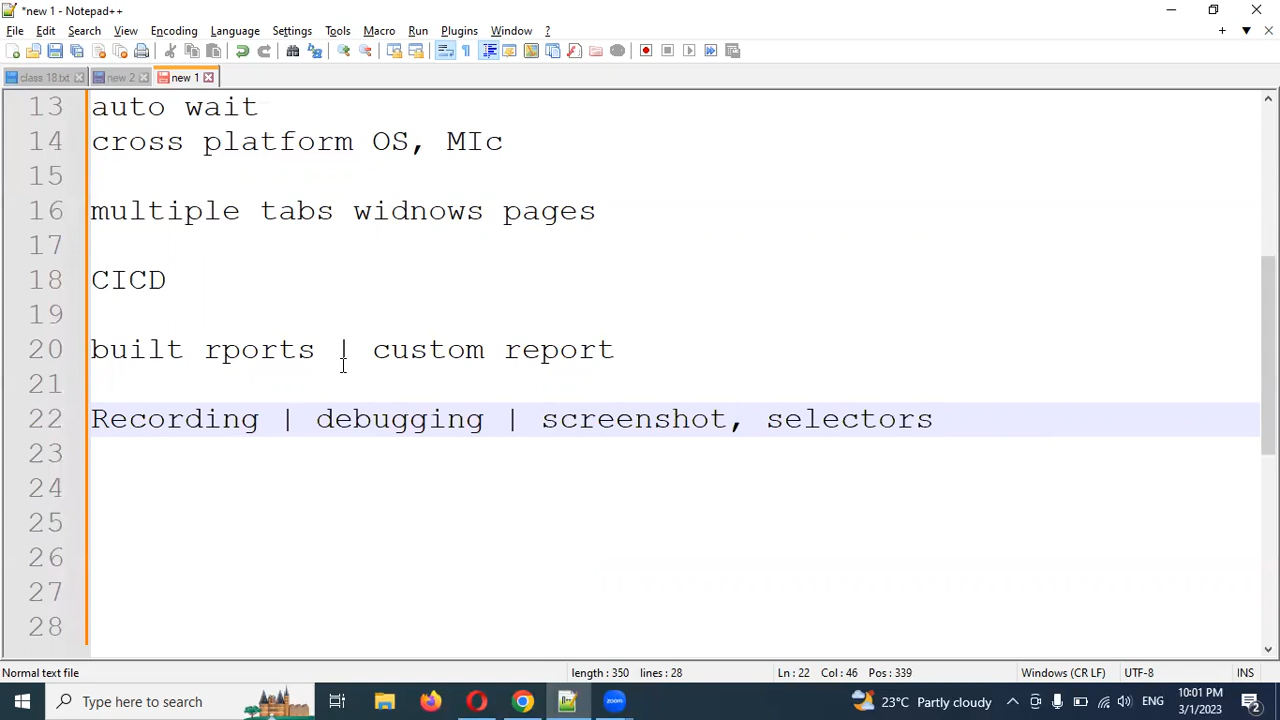 *new 1 - Notepad++
File Edit Search View Encoding Language Settings Tools Macro Run Plugins Window ?
class 18.txt new 2 new 1
13 auto wait
14 cross platform OS, MIc
15
16 multiple tabs widnows pages
17
18 CICD
19
20 built rports | custom report
21
22 Recording | debugging | screenshot, selectors
23
24
25
26
27
28
Normal text file length : 350 lines : 28 Ln : 22 Col : 46 Pos : 339 Windows (CR LF) UTF-8 INS
Type here to search zoom 23°C Partly cloudy ENG 10:01 PM
3/1/2023 2